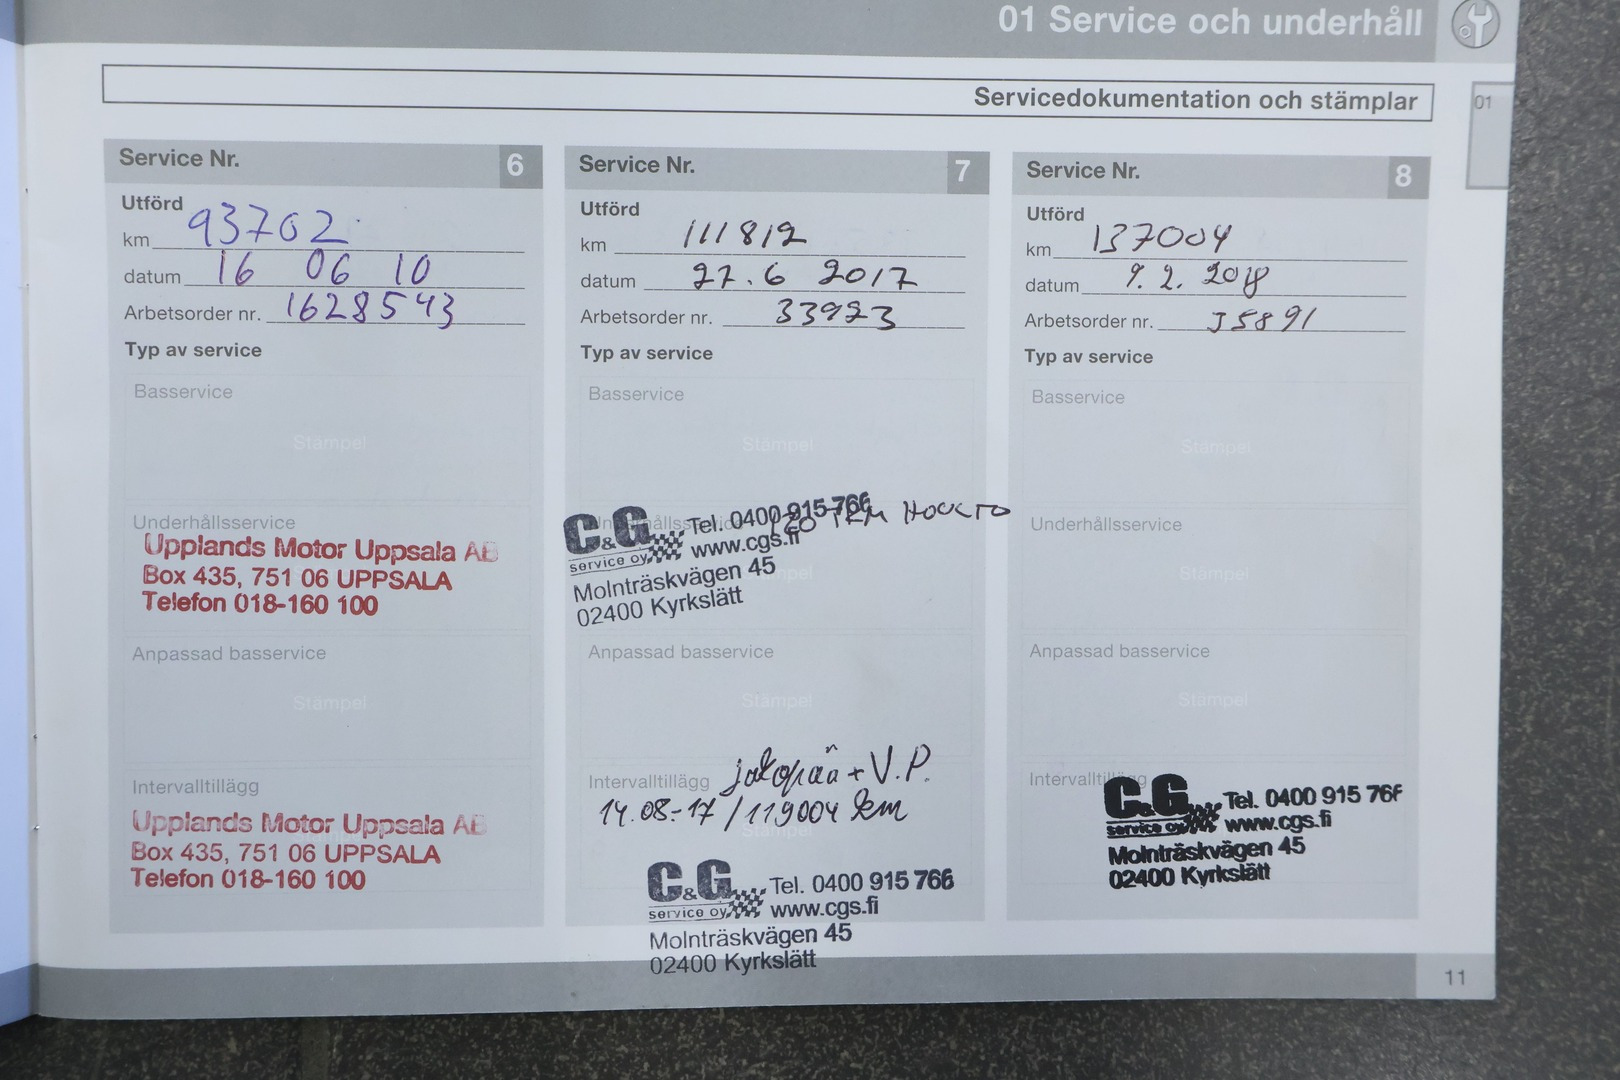 01 Service och underhåll
Servicedokumentation och stämplar
01
Service Nr. 6
Utförd
km 93702
datum 16 06 10
Arbetsorder nr. 1628543
Typ av service
Basservice
Stämpel
Underhållsservice
Upplands Motor Uppsala AB
Box 435, 751 06 UPPSALA
Telefon 018-160 100
Anpassad basservice
Stämpel
Intervalltillägg
Upplands Motor Uppsala AB
Box 435, 751 06 UPPSALA
Telefon 018-160 100
Service Nr. 7
Utförd
km 111812
datum 27.6 2017
Arbetsorder nr. 33923
Typ av service
Basservice
Stämpel
Underhållsservice
C&G Tel. 0400 915 766
service oy www.cgs.fi
120 TKM HUOLTO
Molnträskvägen 45
02400 Kyrkslätt
Anpassad basservice
Stämpel
Intervalltillägg
jakopää + V.P.
14.08-17 / 119004 km
Stämpel
C&G Tel. 0400 915 766
service oy www.cgs.fi
Molnträskvägen 45
02400 Kyrkslätt
Service Nr. 8
Utförd
km 137004
datum 9.2.2018
Arbetsorder nr. 35891
Typ av service
Basservice
Stämpel
Underhållsservice
Stämpel
Anpassad basservice
Stämpel
Intervalltillägg
C&G Tel. 0400 915 766
service oy www.cgs.fi
Molnträskvägen 45
02400 Kyrkslätt
11